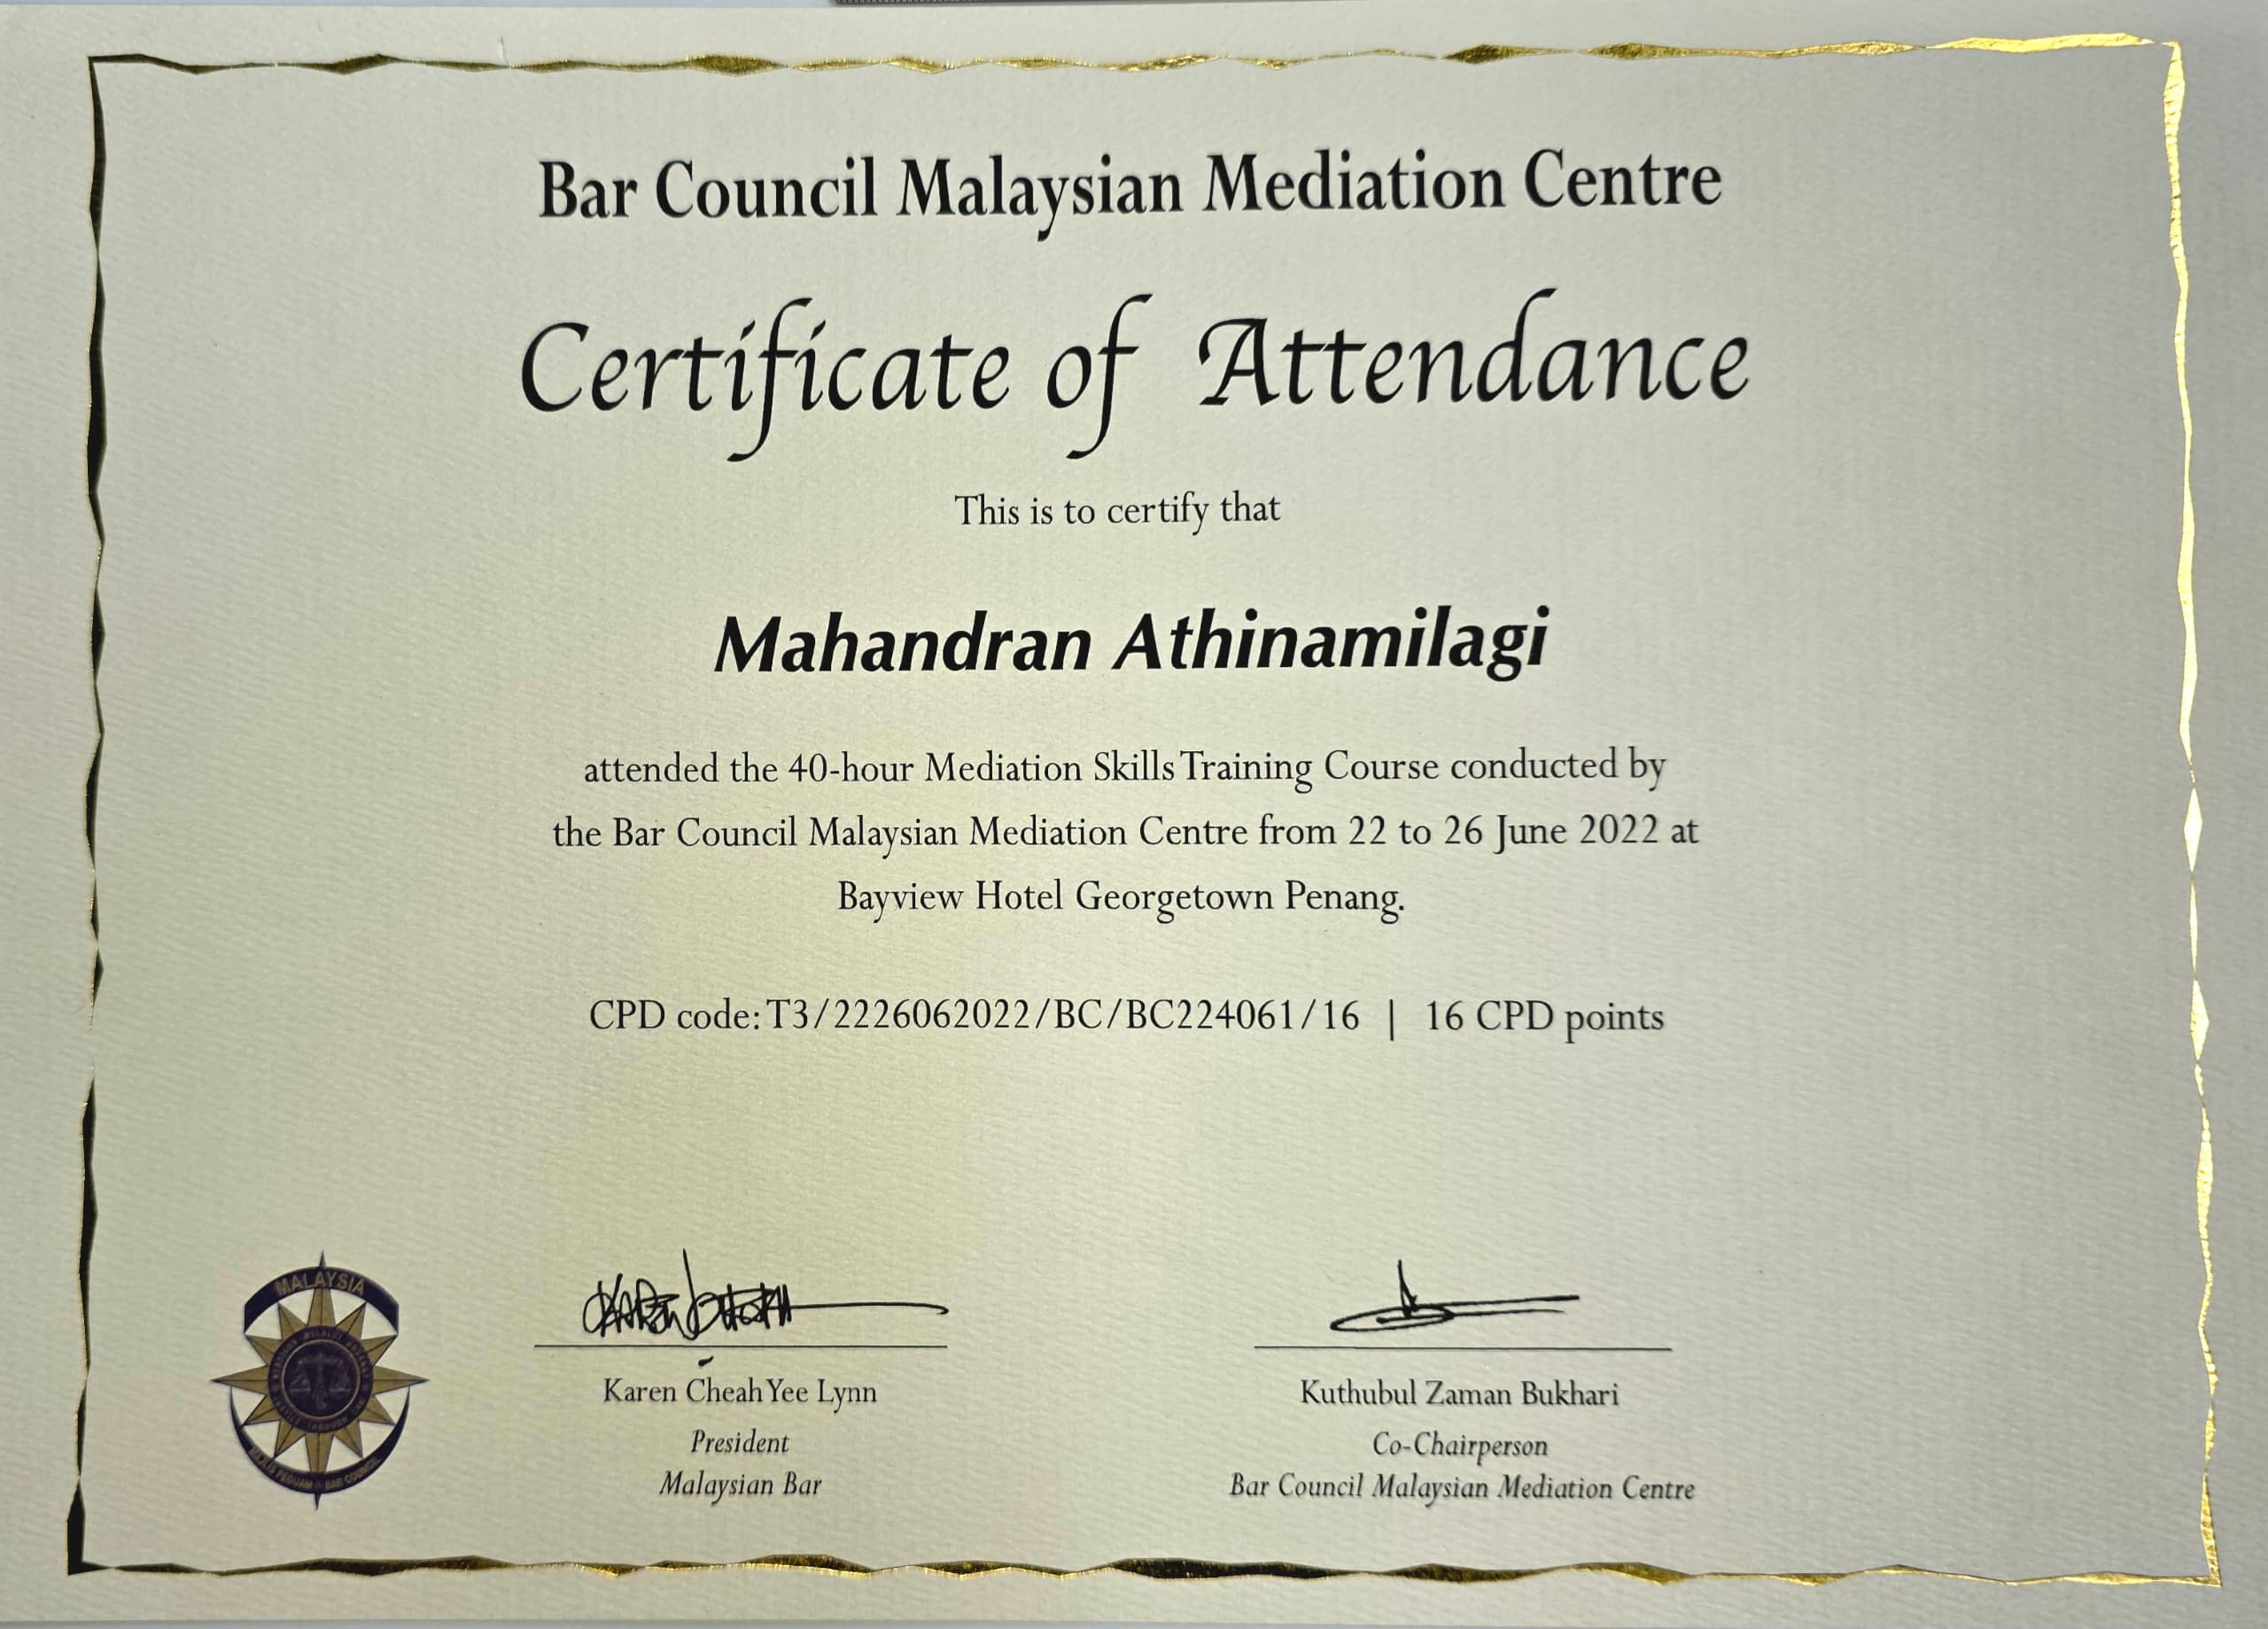 Bar Council Malaysian Mediation Centre
Certificate of Attendance
This is to certify that
Mahandran Athinamilagi
attended the 40-hour Mediation Skills Training Course conducted by
the Bar Council Malaysian Mediation Centre from 22 to 26 June 2022 at
Bayview Hotel Georgetown Penang.
CPD code: T3/2226062022/BC/BC224061/16 | 16 CPD points
MALAYSIA
BAR COUNCIL
Karen Cheah Yee Lynn
President
Malaysian Bar
Kuthubul Zaman Bukhari
Co-Chairperson
Bar Council Malaysian Mediation Centre